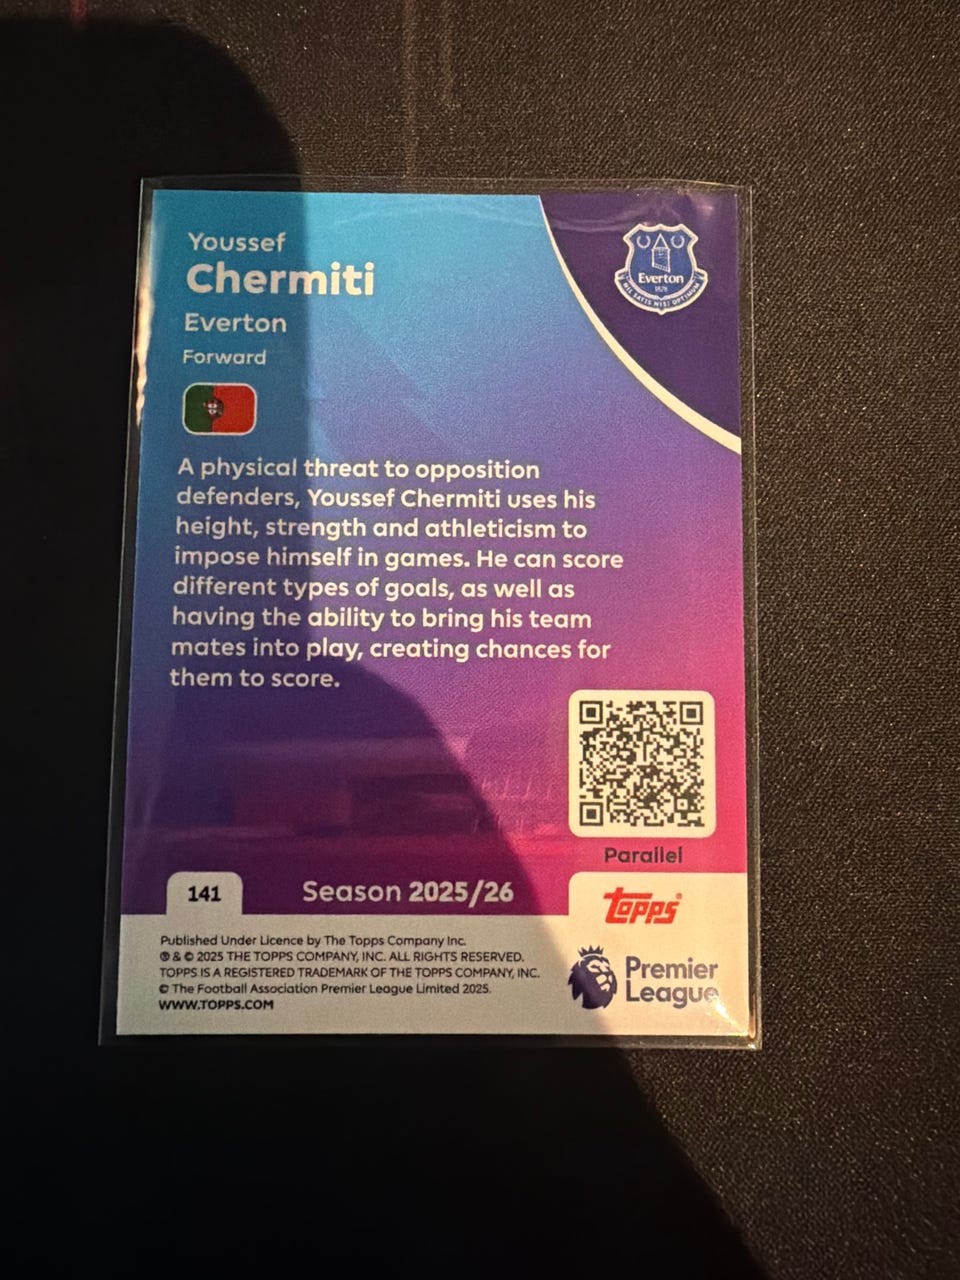 Youssef
Chermiti
Everton
Forward
Everton
1878
NIL SATIS NISI OPTIMUM
A physical threat to opposition
defenders, Youssef Chermiti uses his
height, strength and athleticism to
impose himself in games. He can score
different types of goals, as well as
having the ability to bring his team
mates into play, creating chances for
them to score.
Parallel
141
Season 2025/26
Topps®
Published Under Licence by The Topps Company Inc.
® & © 2025 THE TOPPS COMPANY, INC. ALL RIGHTS RESERVED.
TOPPS IS A REGISTERED TRADEMARK OF THE TOPPS COMPANY, INC.
© The Football Association Premier League Limited 2025.
WWW.TOPPS.COM
Premier
League